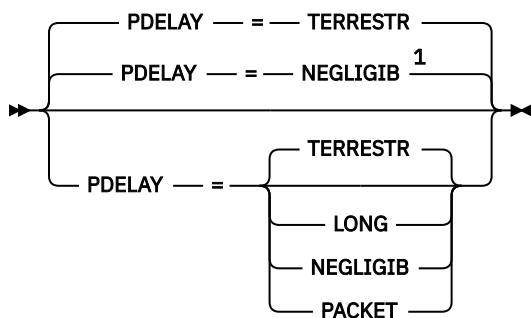 PDELAY = TERRESTR
PDELAY = NEGLIGIB 1
TERRESTR
PDELAY =
LONG
NEGLIGIB
PACKET